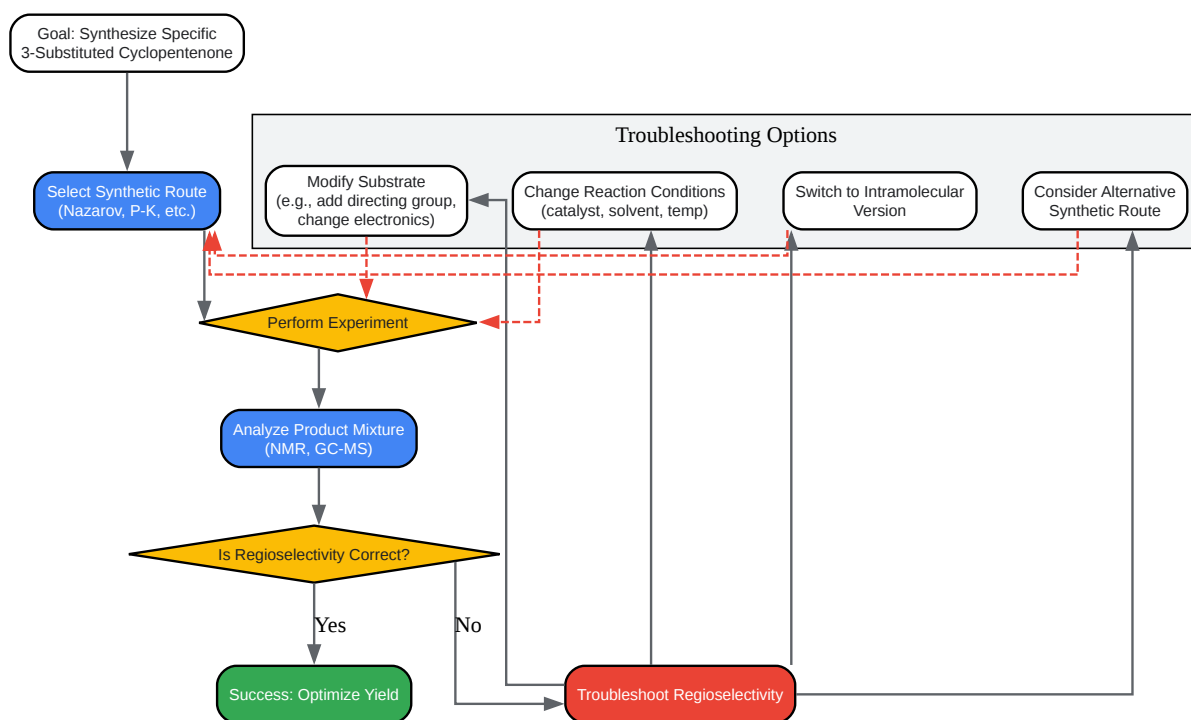 Goal: Synthesize Specific
3-Substituted Cyclopentenone
Troubleshooting Options
Select Synthetic Route
(Nazarov, P-K, etc.)
Modify Substrate
(e.g., add directing group,
change electronics)
Change Reaction Conditions
(catalyst, solvent, temp)
Switch to Intramolecular
Version
Consider Alternative
Synthetic Route
Perform Experiment
Analyze Product Mixture
(NMR, GC-MS)
Is Regioselectivity Correct?
Yes
No
Success: Optimize Yield
Troubleshoot Regioselectivity